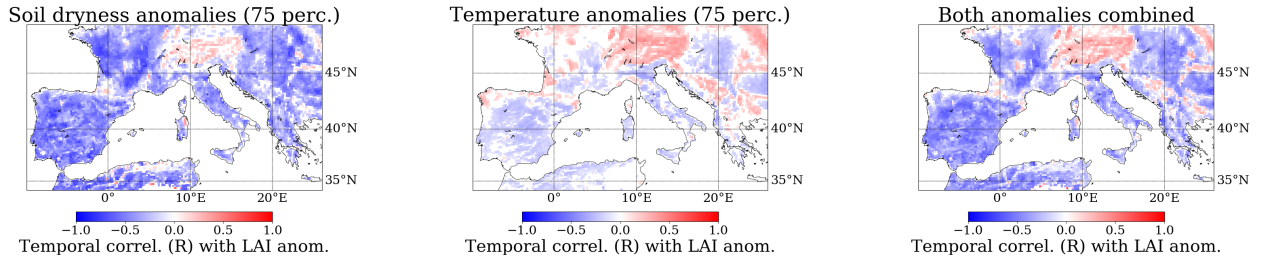 Soil dryness anomalies (75 perc.)
45°N
40°N
35°N
0°
10°E
20°E
−1.0 −0.5 0.0 0.5 1.0
Temporal correl. (R) with LAI anom.
Temperature anomalies (75 perc.)
45°N
40°N
35°N
0°
10°E
20°E
−1.0 −0.5 0.0 0.5 1.0
Temporal correl. (R) with LAI anom.
Both anomalies combined
45°N
40°N
35°N
0°
10°E
20°E
−1.0 −0.5 0.0 0.5 1.0
Temporal correl. (R) with LAI anom.